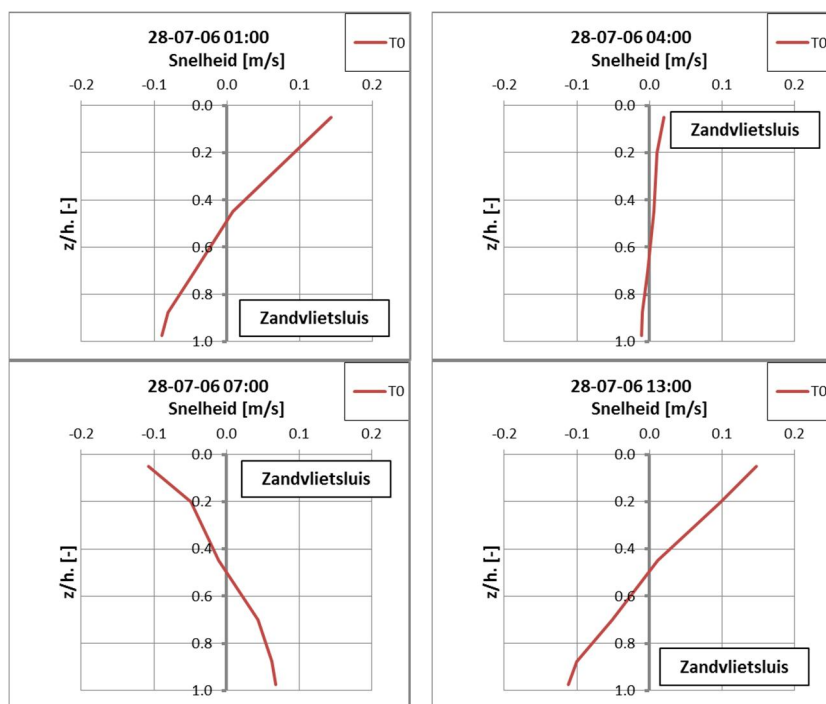 28-07-06 01:00
Snelheid [m/s]
T0
-0.2 -0.1 0.0 0.1 0.2
0.0
0.2
0.4
0.6
0.8
1.0
z/h. [-]
Zandvlietsluis
28-07-06 04:00
Snelheid [m/s]
T0
-0.2 -0.1 0.0 0.1 0.2
0.0
0.2
0.4
0.6
0.8
1.0
z/h. [-]
Zandvlietsluis
28-07-06 07:00
Snelheid [m/s]
T0
-0.2 -0.1 0.0 0.1 0.2
0.0
0.2
0.4
0.6
0.8
1.0
z/h. [-]
Zandvlietsluis
28-07-06 13:00
Snelheid [m/s]
T0
-0.2 -0.1 0.0 0.1 0.2
0.0
0.2
0.4
0.6
0.8
1.0
z/h. [-]
Zandvlietsluis